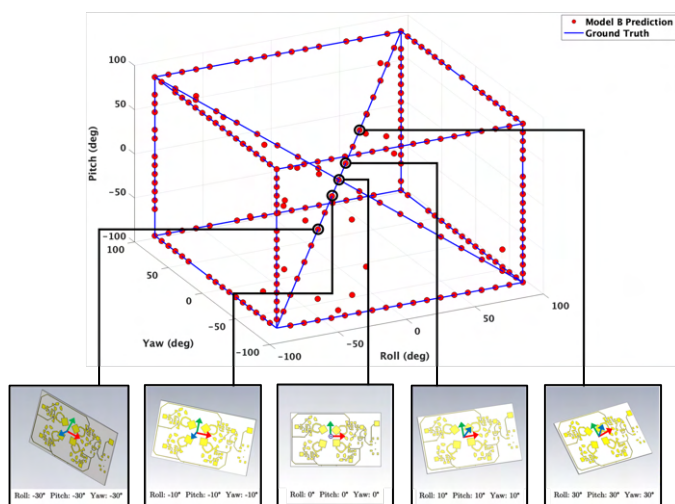 Model B Prediction
Ground Truth
100
50
0
-50
-100
Pitch (deg)
100
50
0
-50
-100
Yaw (deg)
-100
-50
0
50
100
Roll (deg)
Roll: -30° Pitch: -30° Yaw: -30°
Roll: -10° Pitch: -10° Yaw: -10°
Roll: 0° Pitch: 0° Yaw: 0°
Roll: 10° Pitch: 10° Yaw: 10°
Roll: 30° Pitch: 30° Yaw: 30°